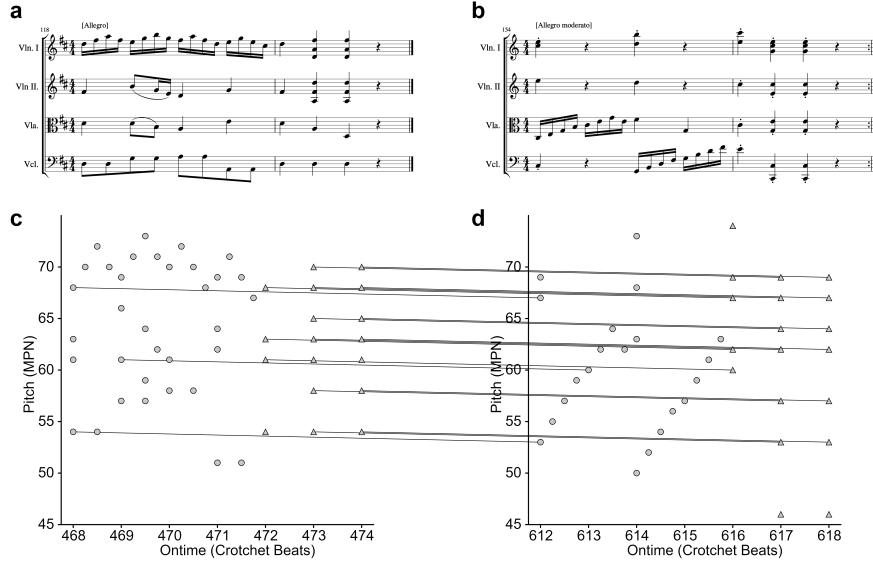 a
118
[Allegro]
Vln. I
Vln II.
Vla.
Vcl.
b
154
[Allegro moderato]
Vln. I
Vln. II
Vla.
Vcl.
c
Pitch (MPN)
70
65
60
55
50
45
468 469 470 471 472 473 474
Ontime (Crotchet Beats)
d
Pitch (MPN)
70
65
60
55
50
45
612 613 614 615 616 617 618
Ontime (Crotchet Beats)